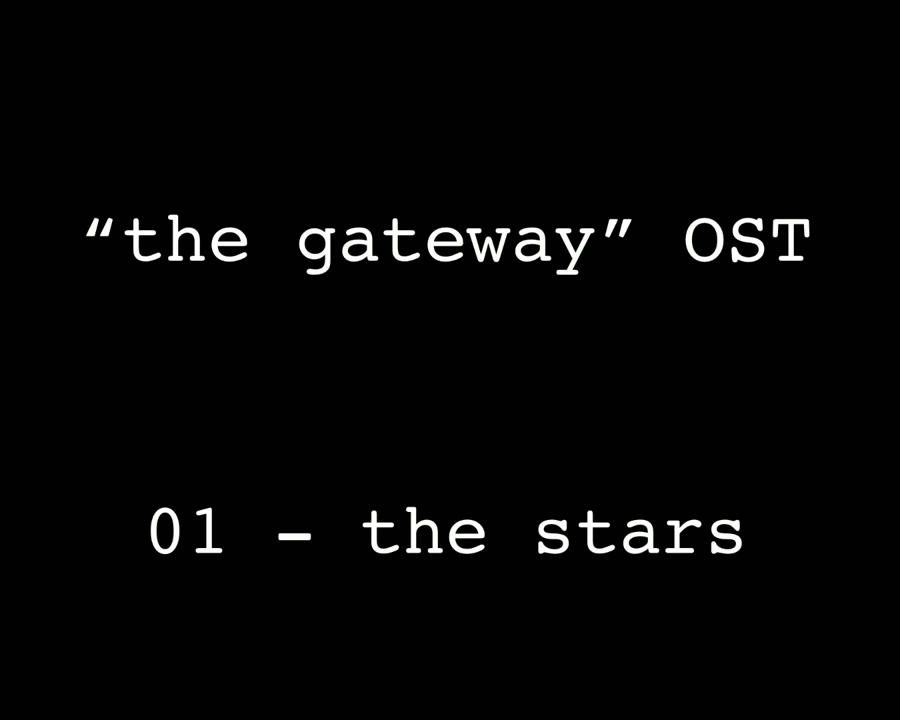 “the gateway” OST
01 – the stars